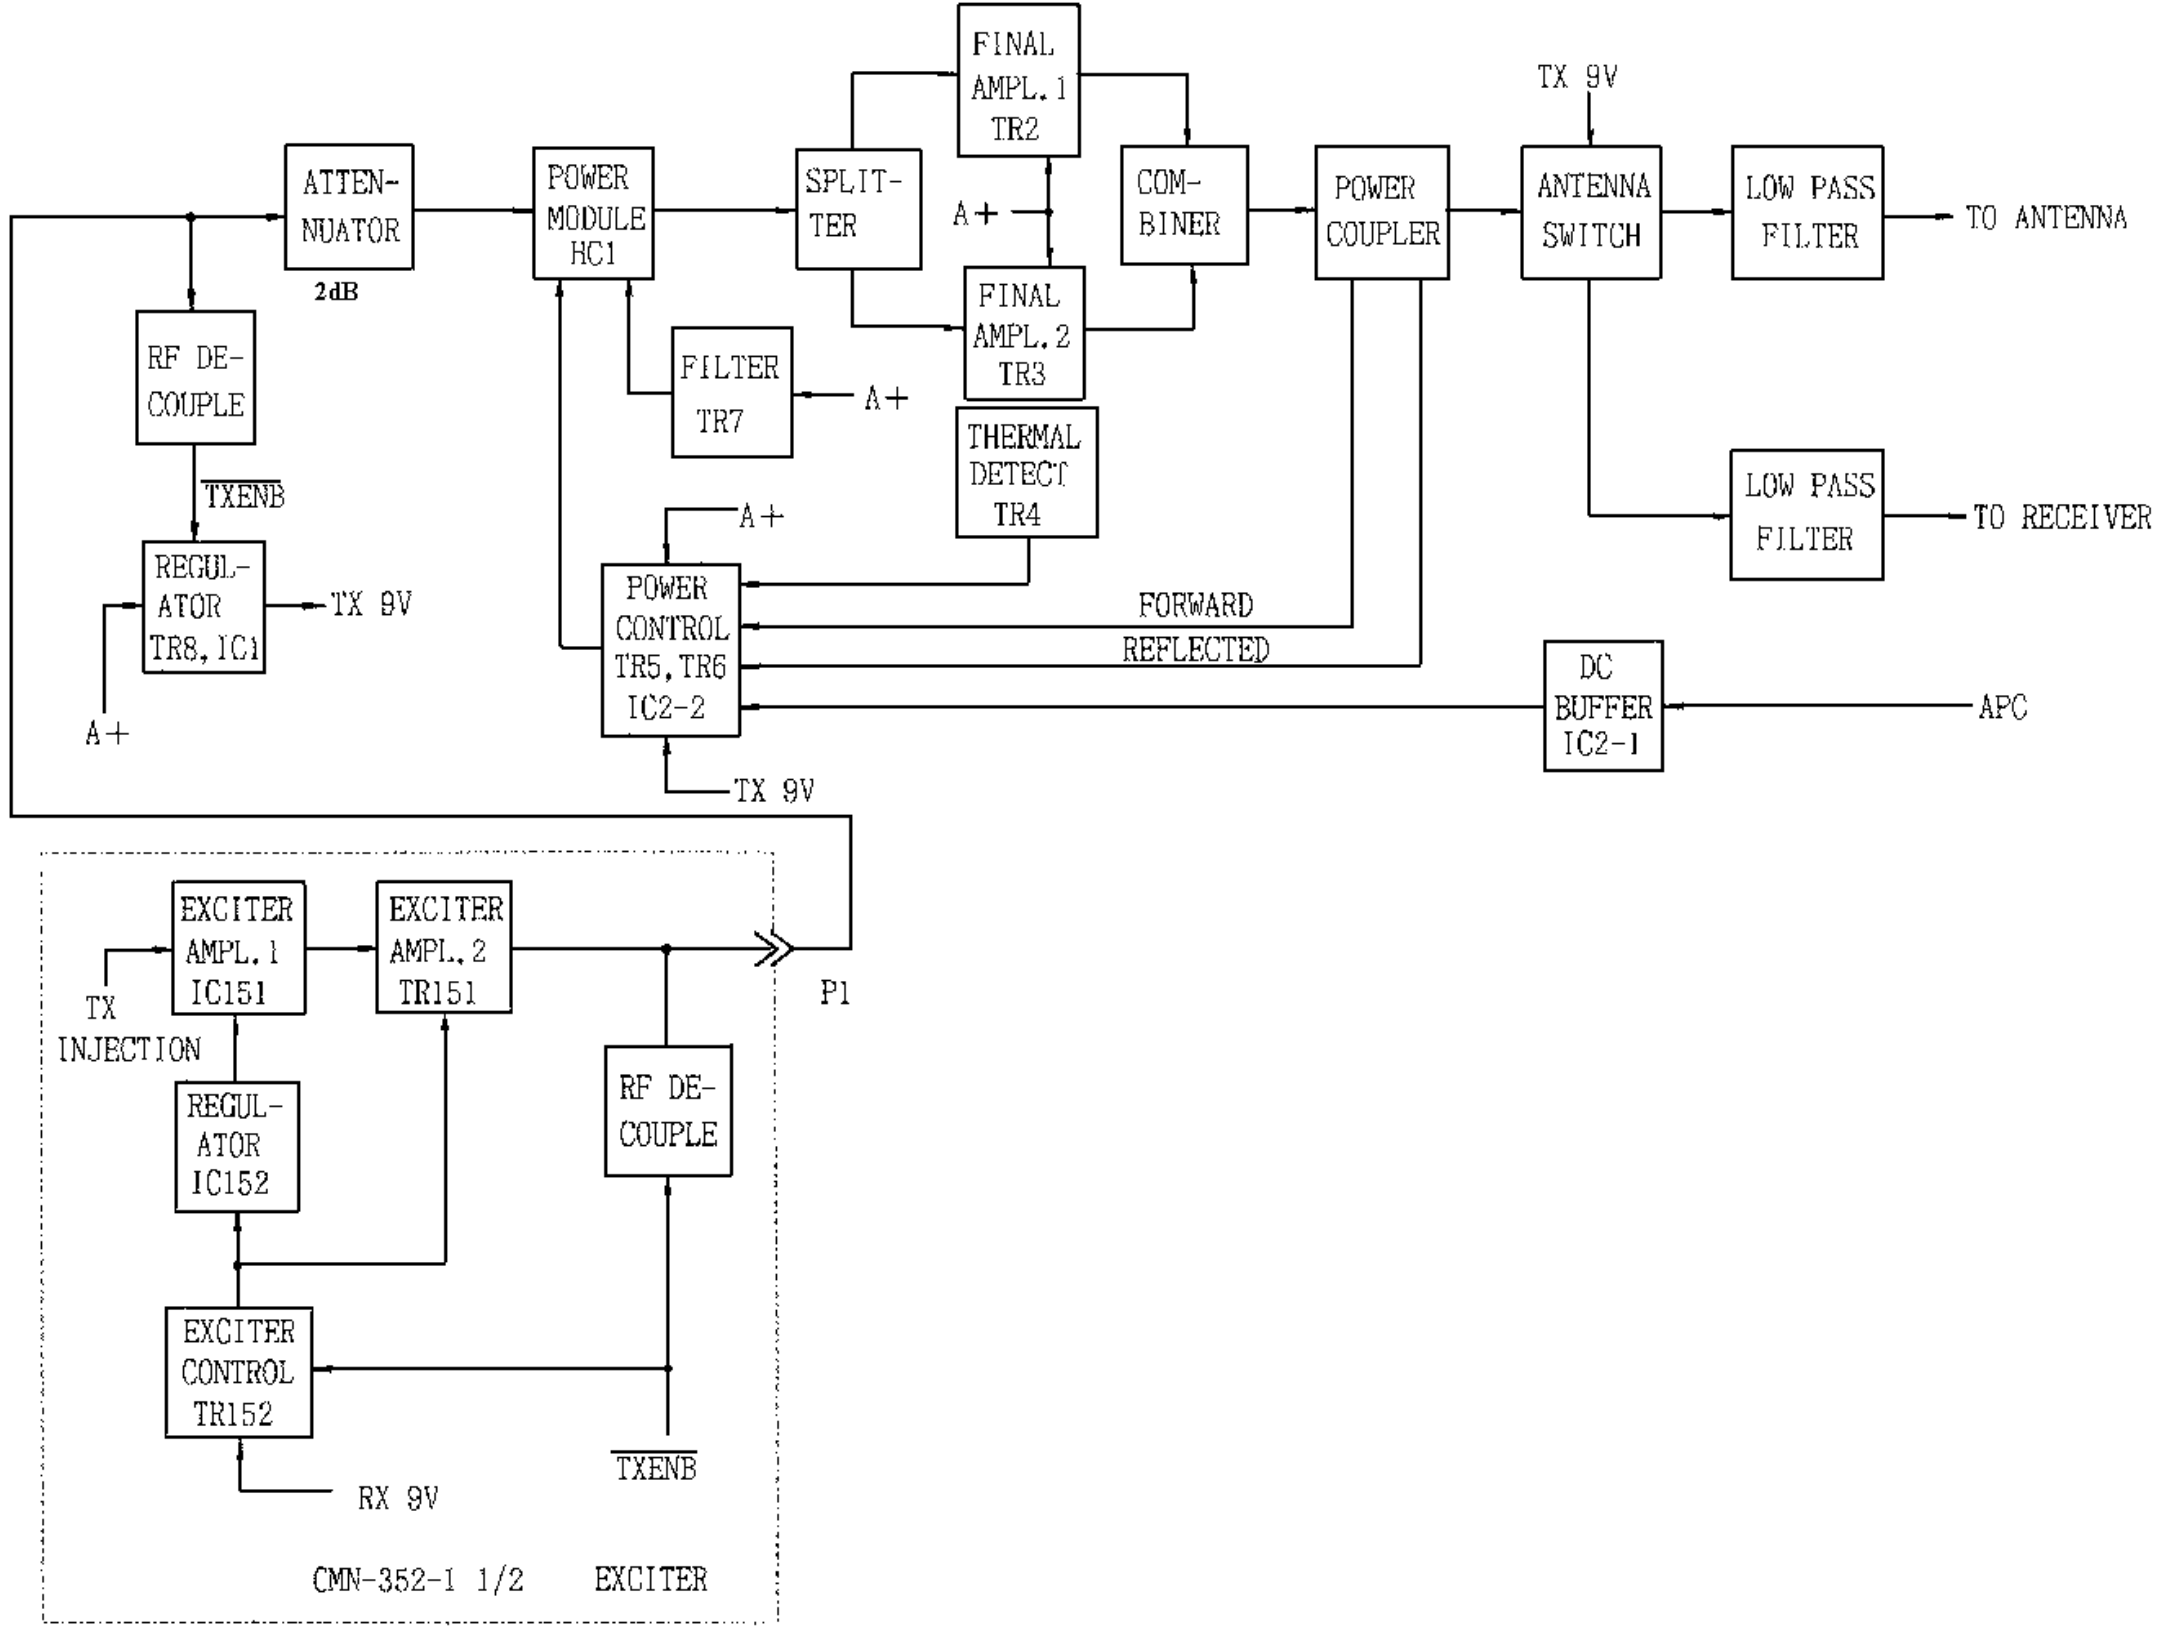 FINAL
AMPL.1
TR2
TX 9V
ATTEN-
NUATOR
2dB
POWER
MODULE
HC1
SPLIT-
TER
A+
COM-
BINER
POWER
COUPLER
ANTENNA
SWITCH
LOW PASS
FILTER
TO ANTENNA
FINAL
AMPL.2
TR3
RF DE-
COUPLE
FILTER
TR7
A+
THERMAL
DETECT
TR4
TXENB
A+
LOW PASS
FILTER
TO RECEIVER
REGUL-
ATOR
TR8,IC1
TX 9V
A+
POWER
CONTROL
TR5,TR6
IC2-2
FORWARD
REFLECTED
DC
BUFFER
IC2-1
APC
TX 9V
EXCITER
AMPL.1
IC151
EXCITER
AMPL.2
TR151
P1
TX
INJECTION
REGUL-
ATOR
IC152
RF DE-
COUPLE
EXCITER
CONTROL
TR152
TXENB
RX 9V
CMN-352-1 1/2 EXCITER